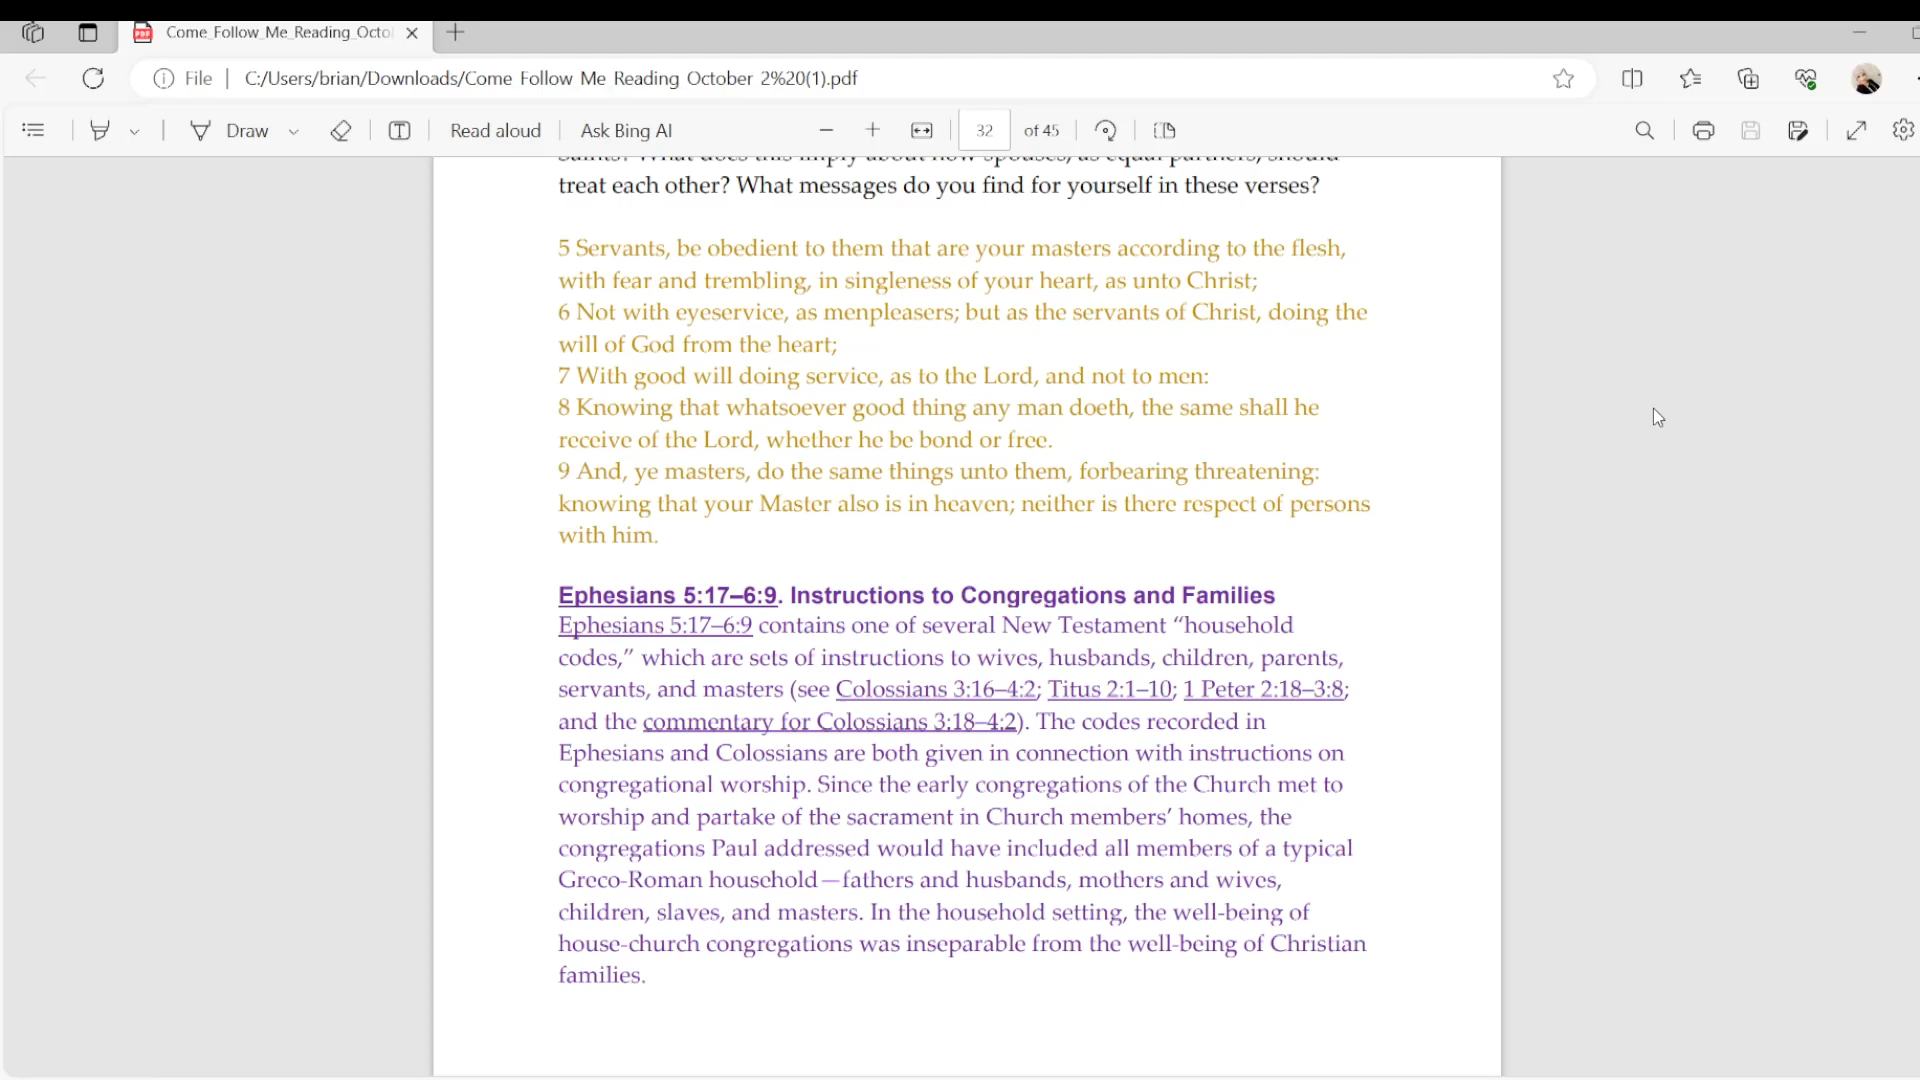 Come_Follow_Me_Reading_Octo
File | C:/Users/brian/Downloads/Come Follow Me Reading October 2%20(1).pdf
Draw Read aloud Ask Bing AI 32 of 45
Saints? What does this imply about how spouses, as equal partners, should
treat each other? What messages do you find for yourself in these verses?
5 Servants, be obedient to them that are your masters according to the flesh,
with fear and trembling, in singleness of your heart, as unto Christ;
6 Not with eyeservice, as menpleasers; but as the servants of Christ, doing the
will of God from the heart;
7 With good will doing service, as to the Lord, and not to men:
8 Knowing that whatsoever good thing any man doeth, the same shall he
receive of the Lord, whether he be bond or free.
9 And, ye masters, do the same things unto them, forbearing threatening:
knowing that your Master also is in heaven; neither is there respect of persons
with him.
Ephesians 5:17–6:9. Instructions to Congregations and Families
Ephesians 5:17–6:9 contains one of several New Testament “household
codes,” which are sets of instructions to wives, husbands, children, parents,
servants, and masters (see Colossians 3:16–4:2; Titus 2:1–10; 1 Peter 2:18–3:8;
and the commentary for Colossians 3:18–4:2). The codes recorded in
Ephesians and Colossians are both given in connection with instructions on
congregational worship. Since the early congregations of the Church met to
worship and partake of the sacrament in Church members’ homes, the
congregations Paul addressed would have included all members of a typical
Greco-Roman household—fathers and husbands, mothers and wives,
children, slaves, and masters. In the household setting, the well-being of
house-church congregations was inseparable from the well-being of Christian
families.